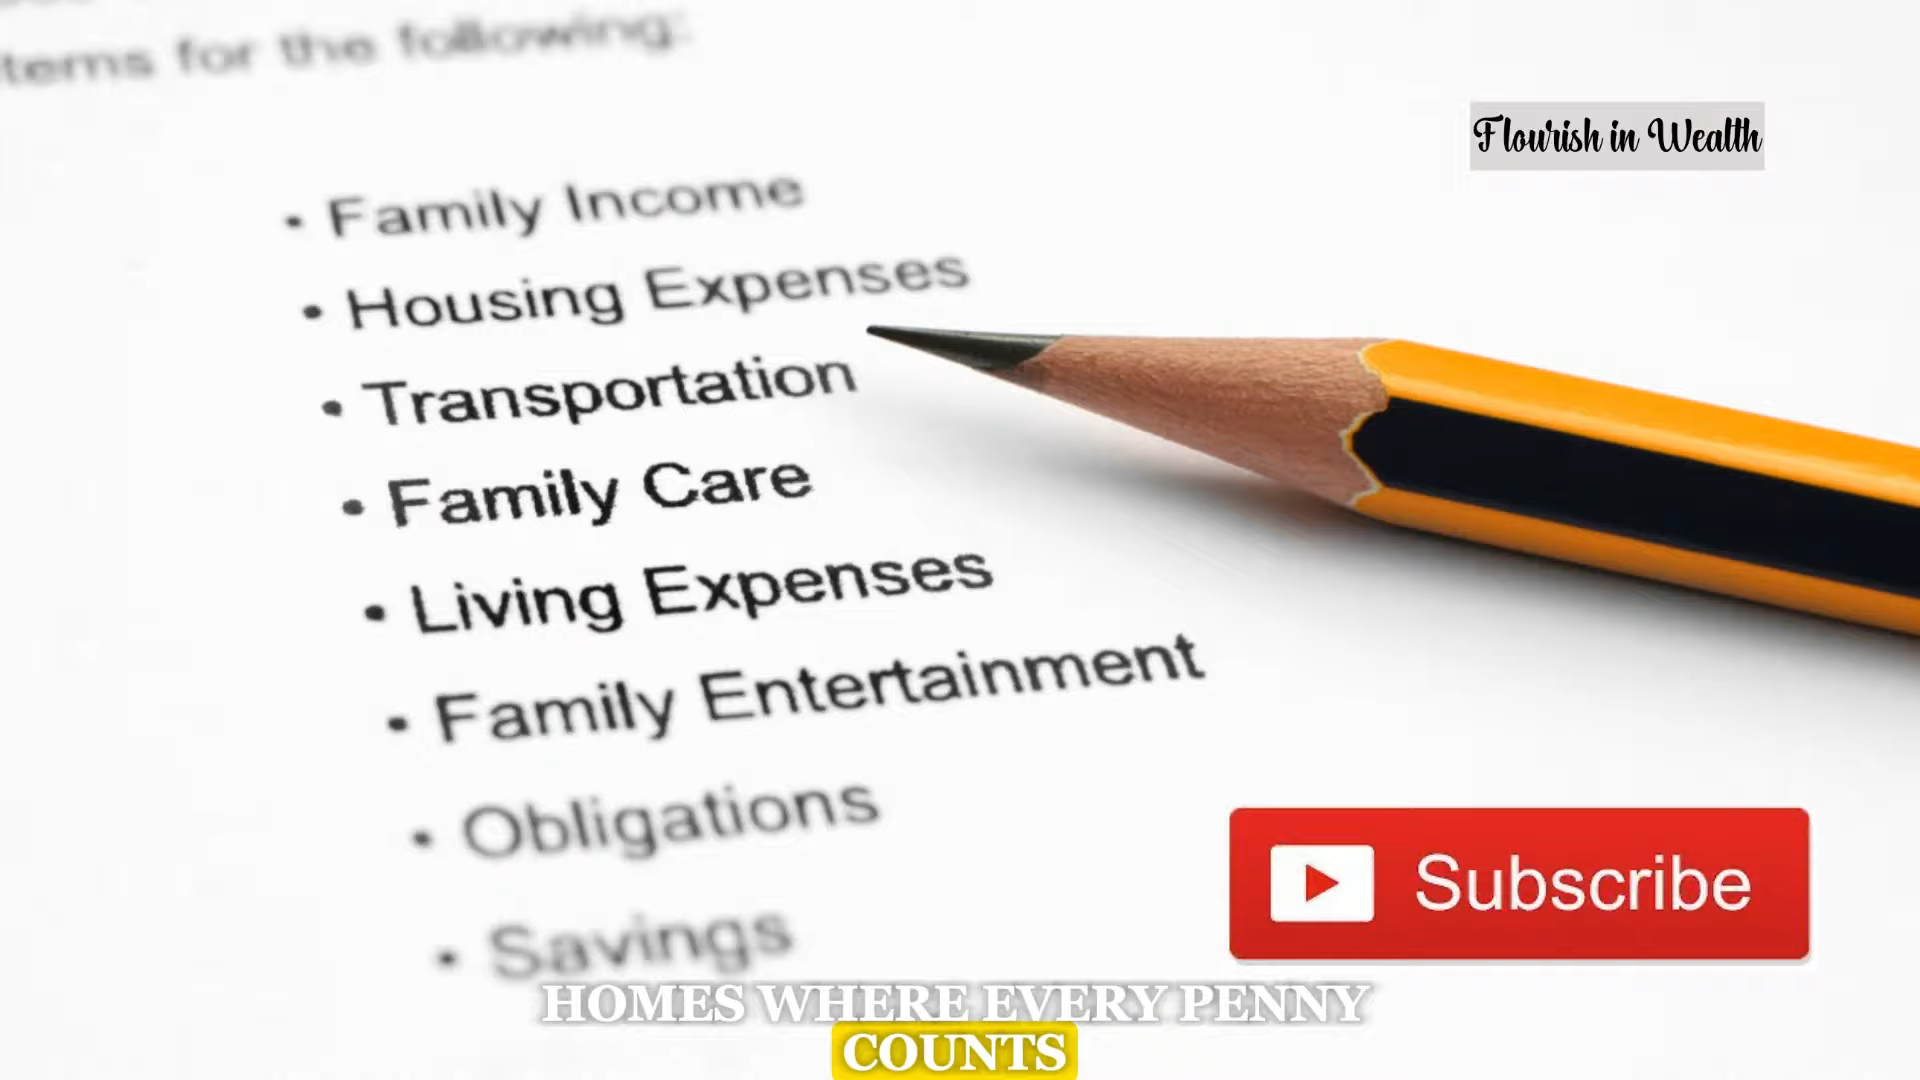 items for the following:
Flourish in Wealth
• Family Income
• Housing Expenses
• Transportation
• Family Care
• Living Expenses
• Family Entertainment
• Obligations
• Savings
Subscribe
HOMES WHERE EVERY PENNY
COUNTS